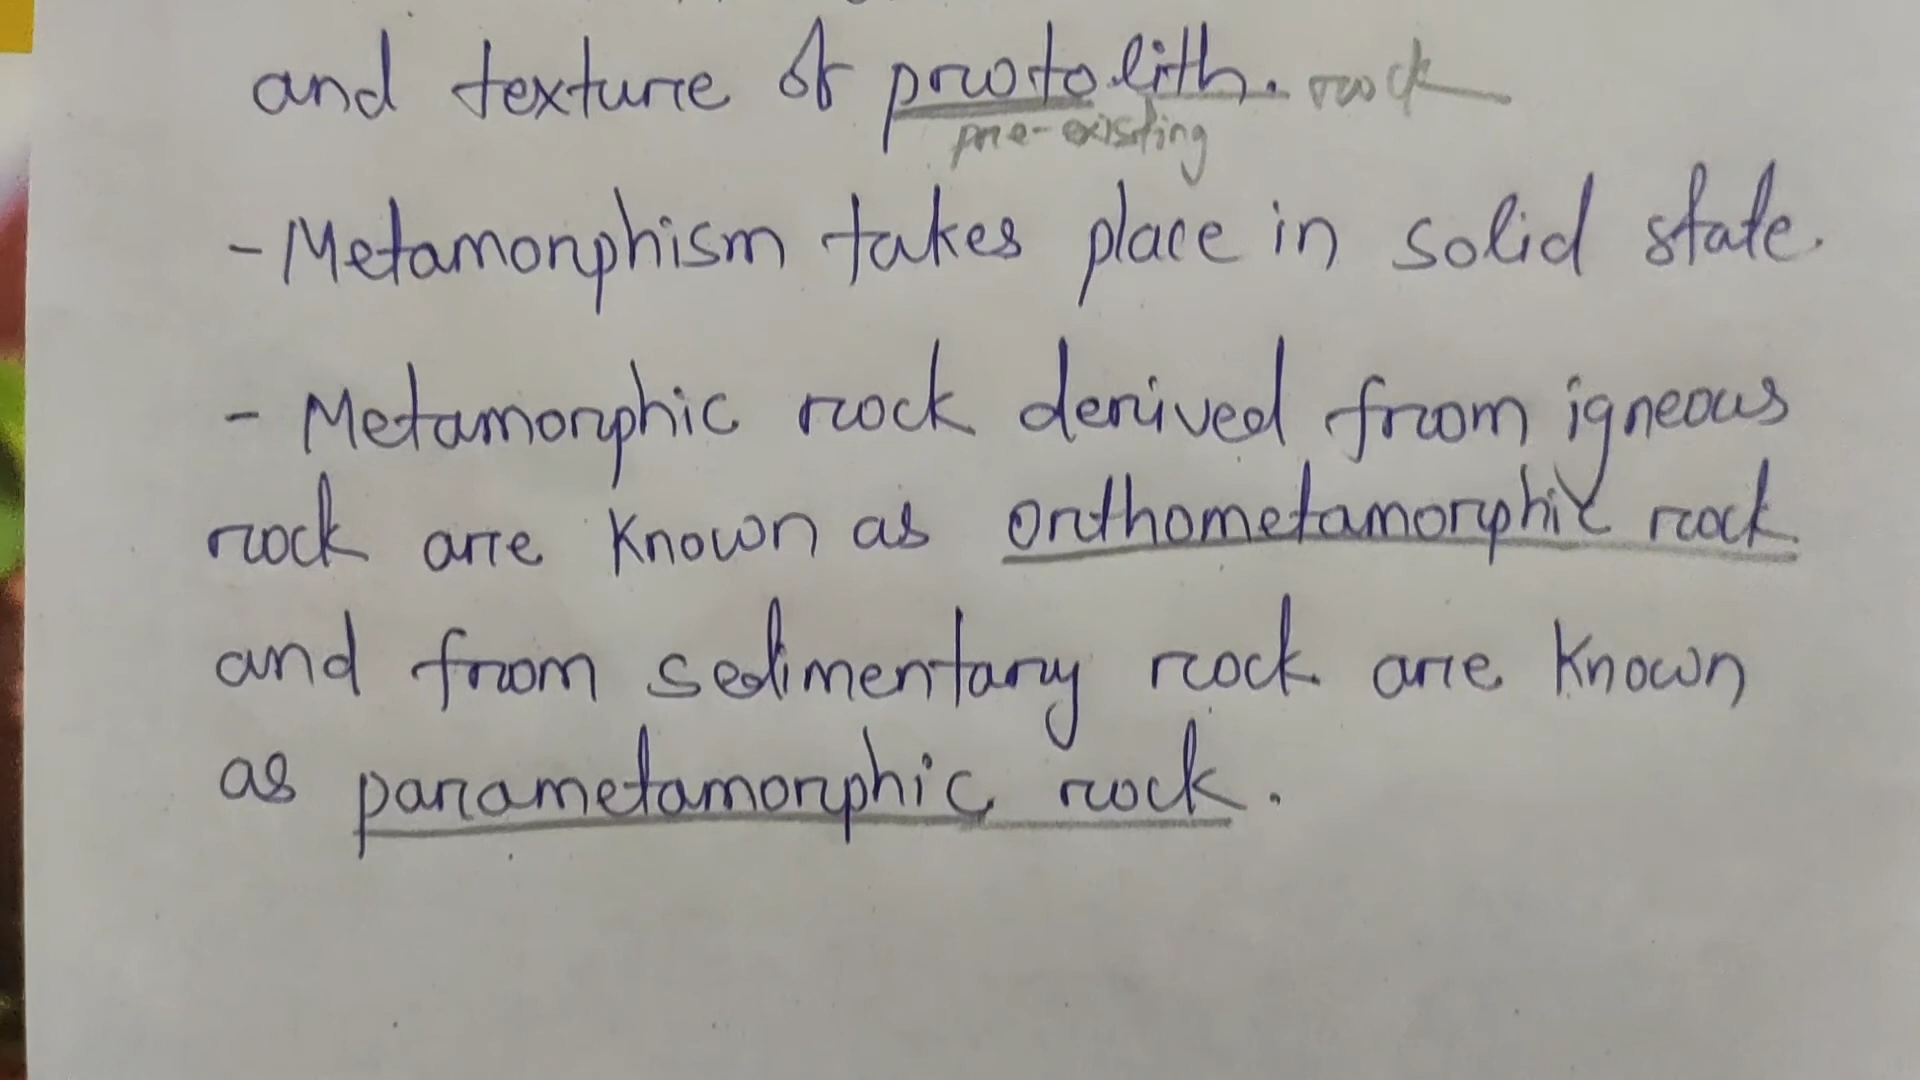 and texture of protolith. rock
pre-existing
- Metamorphism takes place in solid state.
- Metamorphic rock derived from igneous
rock are known as orthometamorphic rock
and from sedimentary rock are known
as parametamorphic rock.